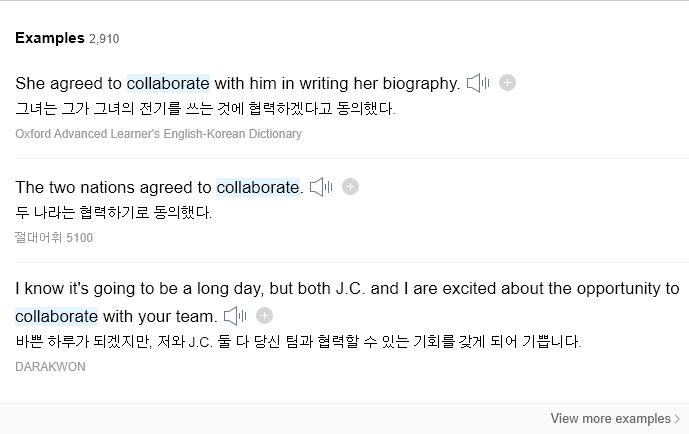 Examples 2,910
She agreed to collaborate with him in writing her biography.
그녀는 그가 그녀의 전기를 쓰는 것에 협력하겠다고 동의했다.
Oxford Advanced Learner's English-Korean Dictionary
The two nations agreed to collaborate.
두 나라는 협력하기로 동의했다.
절대어휘 5100
I know it's going to be a long day, but both J.C. and I are excited about the opportunity to
collaborate with your team.
바쁜 하루가 되겠지만, 저와 J.C. 둘 다 당신 팀과 협력할 수 있는 기회를 갖게 되어 기쁩니다.
DARAKWON
View more examples